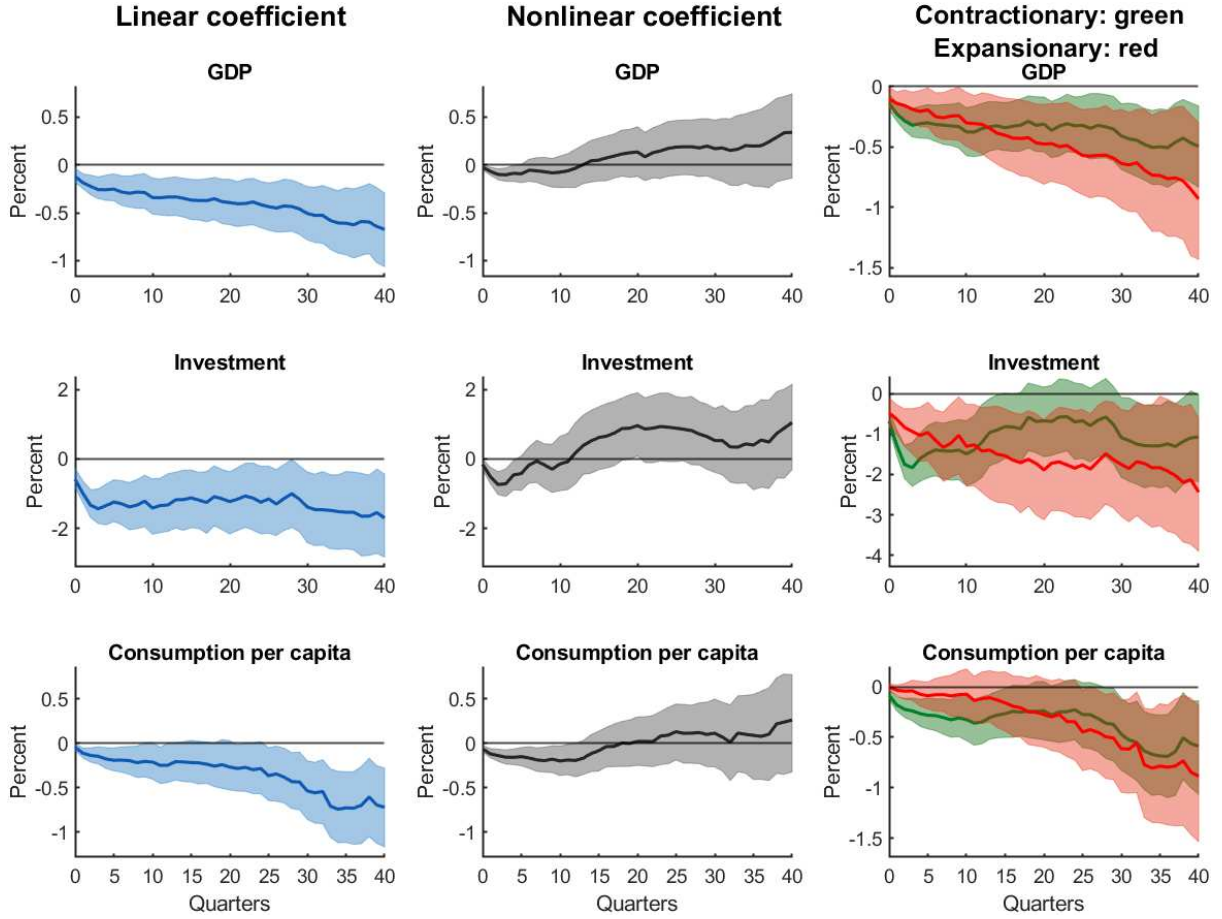 Linear coefficient
Nonlinear coefficient
Contractionary: green
Expansionary: red
GDP
Percent
0.5
0
-0.5
-1
0 10 20 30 40
GDP
Percent
0.5
0
-0.5
-1
0 10 20 30 40
GDP
Percent
0
-0.5
-1
-1.5
0 10 20 30 40
Investment
Percent
2
0
-2
0 10 20 30 40
Investment
Percent
2
0
-2
0 10 20 30 40
Investment
Percent
0
-1
-2
-3
-4
0 10 20 30 40
Consumption per capita
Percent
0.5
0
-0.5
-1
0 5 10 15 20 25 30 35 40
Quarters
Consumption per capita
Percent
0.5
0
-0.5
-1
0 5 10 15 20 25 30 35 40
Quarters
Consumption per capita
Percent
0
-0.5
-1
-1.5
0 5 10 15 20 25 30 35 40
Quarters